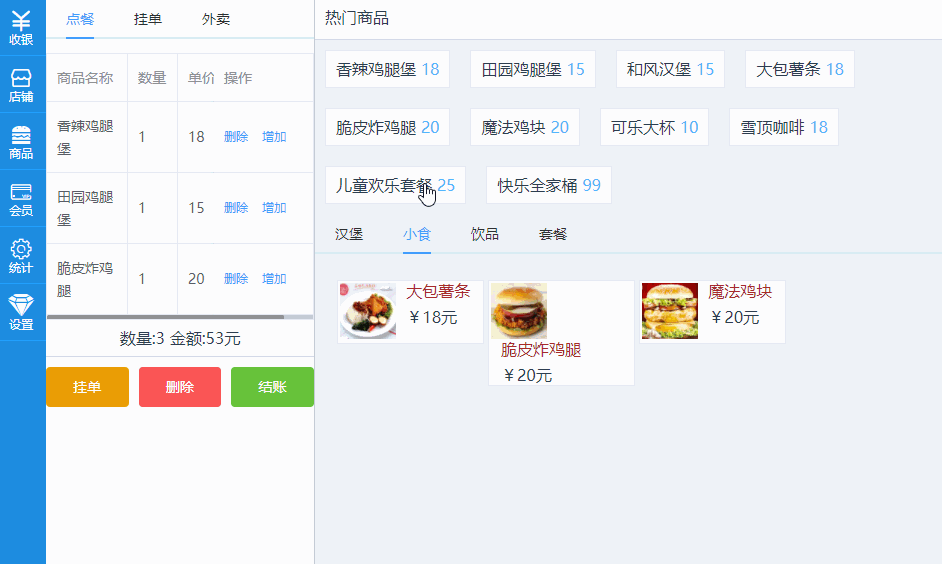 收银
店铺
商品
会员
统计
设置
点餐 挂单 外卖
商品名称 数量 单价 操作
香辣鸡腿
堡
1 18 删除 增加
田园鸡腿
堡
1 15 删除 增加
脆皮炸鸡
腿
1 20 删除 增加
数量:3 金额:53元
挂单 删除 结账
热门商品
香辣鸡腿堡 18 田园鸡腿堡 15 和风汉堡 15 大包薯条 18
脆皮炸鸡腿 20 魔法鸡块 20 可乐大杯 10 雪顶咖啡 18
儿童欢乐套餐 25 快乐全家桶 99
汉堡 小食 饮品 套餐
大包薯条
￥18元
脆皮炸鸡腿
￥20元
魔法鸡块
￥20元